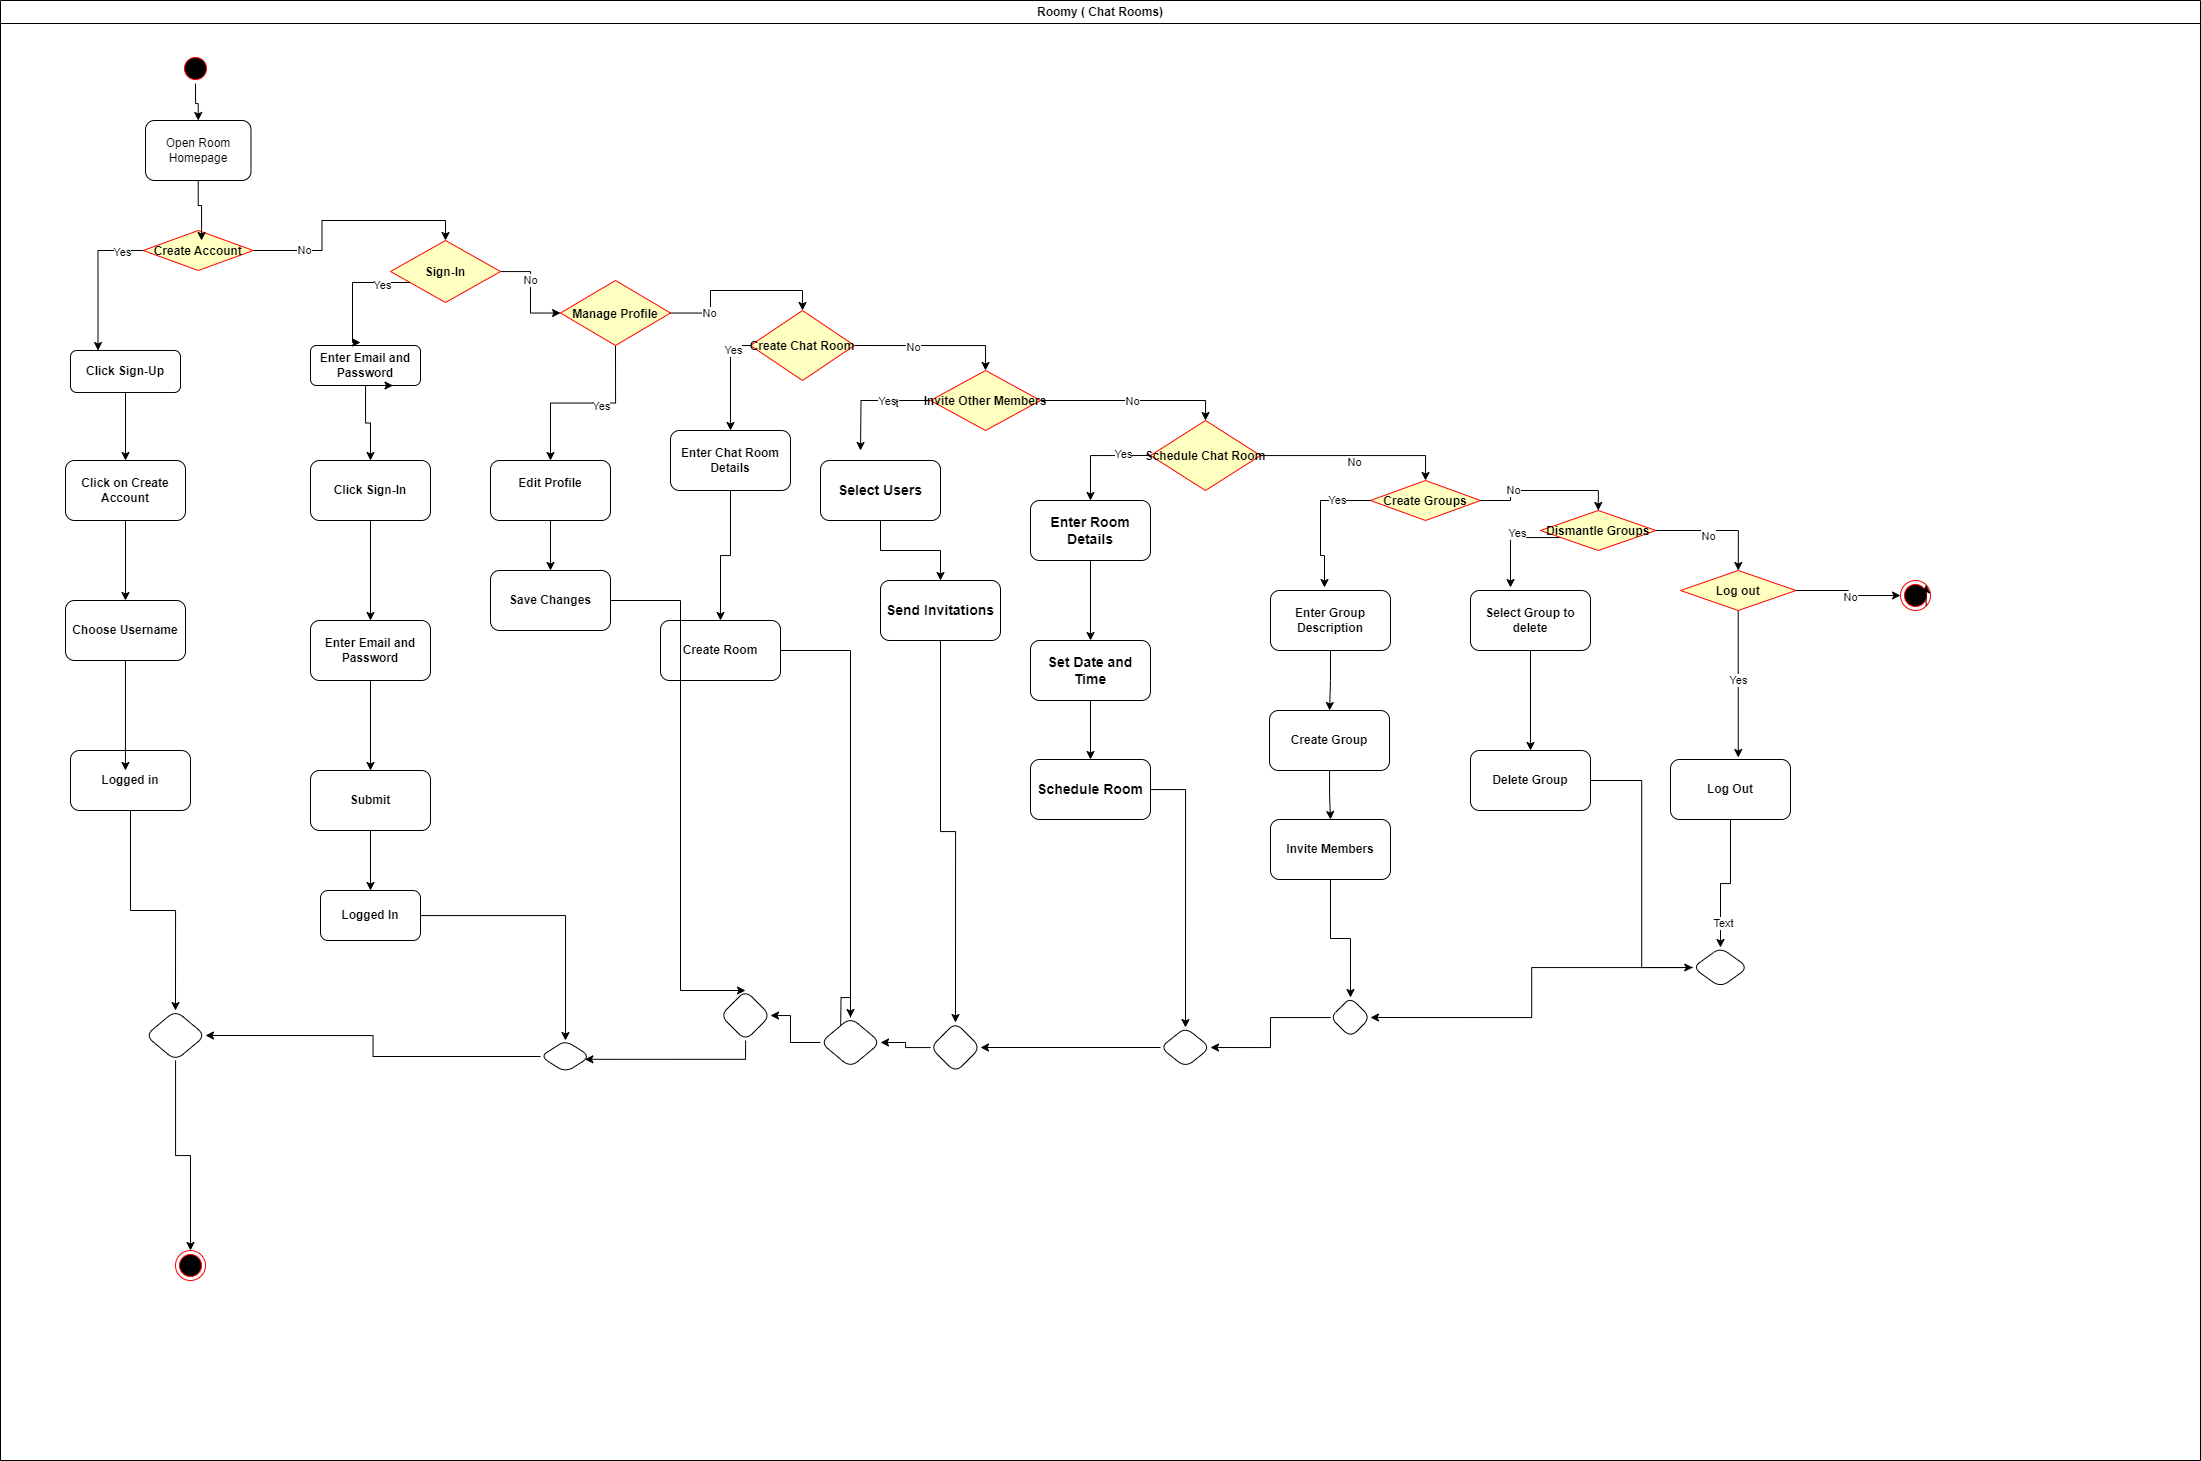 Roomy ( Chat Rooms)
Open Room
Homepage
Create Account
Yes
No
Sign-In
Yes
No
Manage Profile
No
Yes
Create Chat Room
Yes
No
Invite Other Members
Yest
No
Schedule Chat Room
Yes
No
Create Groups
Yes
No
Dismantle Groups
Yes
No
Log out
No
Yes
Click Sign-Up
Click on Create
Account
Choose Username
Logged in
Enter Email and
Password
Click Sign-In
Enter Email and
Password
Submit
Logged In
Edit Profile
Save Changes
Enter Chat Room
Details
Create Room
Select Users
Send Invitations
Enter Room
Details
Set Date and
Time
Schedule Room
Enter Group
Description
Create Group
Invite Members
Select Group to
delete
Delete Group
Log Out
Text